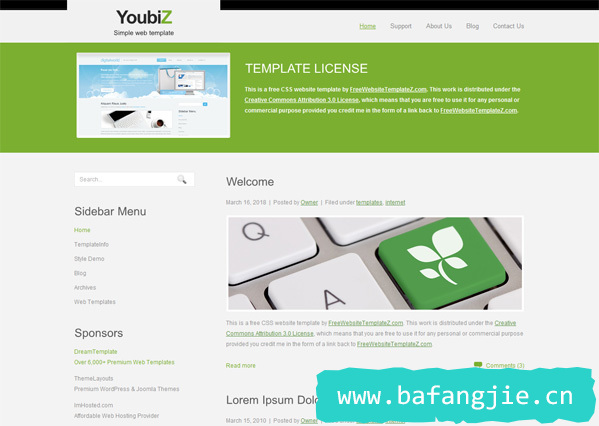 YoubiZ
Simple web template
Home Support About Us Blog Contact Us
TEMPLATE LICENSE
This is a free CSS website template by FreeWebsiteTemplateZ.com. This work is distributed under the
Creative Commons Attribution 3.0 License, which means that you are free to use it for any personal or
commercial purpose provided you credit me in the form of a link back to FreeWebsiteTemplateZ.com.
Search...
Welcome
March 16, 2016 | Posted by Owner | Filed under templates, internet
Sidebar Menu
Home
TemplateInfo
Style Demo
Blog
Archives
Web Templates
Q
A
This is a free CSS website template by FreeWebsiteTemplateZ.com. This work is distributed under the Creative
Commons Attribution 3.0 License, which means that you are free to use it for any personal or commercial purpose
provided you credit me in the form of a link back to FreeWebsiteTemplateZ.com.
Read more
Comments (3)
Sponsors
DreamTemplate
Over 6,000+ Premium Web Templates
ThemeLayouts
Premium WordPress & Joomla Themes
ImHosted.com
Affordable Web Hosting Provider
Lorem Ipsum Dolo
March 15, 2010 | Posted by Owner
www.bafangjie.cn